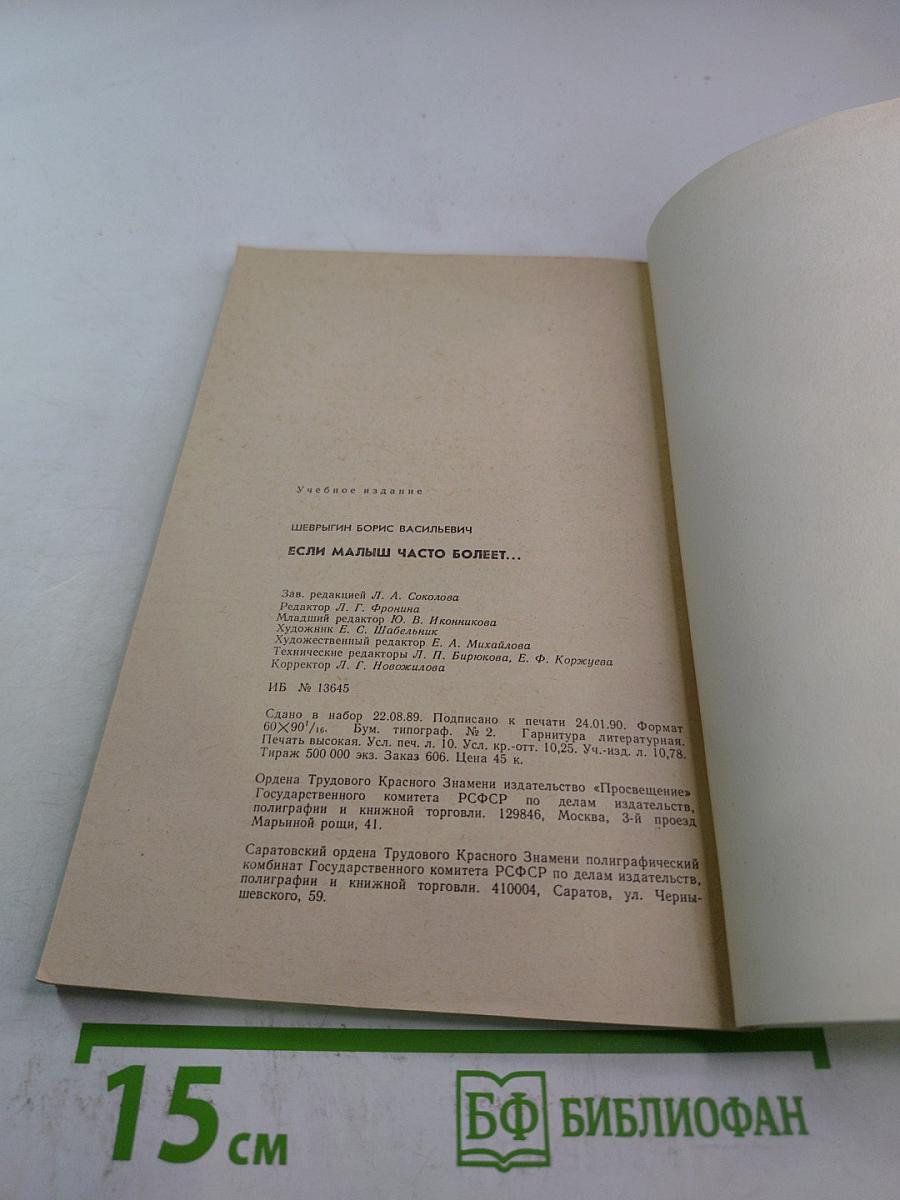 Учебное издание
ШЕВРЫГИН БОРИС ВАСИЛЬЕВИЧ
ЕСЛИ МАЛЫШ ЧАСТО БОЛЕЕТ...
Зав. редакцией Л. А. Соколова
Редактор Л. Г. Фронина
Младший редактор Ю. В. Иконникова
Художник Е. С. Шабельник
Художественный редактор Е. А. Михайлова
Технические редакторы Л. П. Бирюкова, Е. Ф. Коржуева
Корректор Л. Г. Новожилова
ИБ № 13645
Сдано в набор 22.08.89. Подписано к печати 24.01.90. Формат
60×90¹/₁₆. Бум. типограф. № 2. Гарнитура литературная.
Печать высокая. Усл. печ. л. 10. Усл. кр.-отт. 10,25. Уч.-изд. л. 10,78.
Тираж 500 000 экз. Заказ 606. Цена 45 к.
Ордена Трудового Красного Знамени издательство «Просвещение»
Государственного комитета РСФСР по делам издательств,
полиграфии и книжной торговли. 129846, Москва, 3-й проезд
Марьиной рощи, 41.
Саратовский ордена Трудового Красного Знамени полиграфический
комбинат Государственного комитета РСФСР по делам издательств,
полиграфии и книжной торговли. 410004, Саратов, ул. Черны-
шевского, 59.
15 см
БФ БИБЛИОФАН